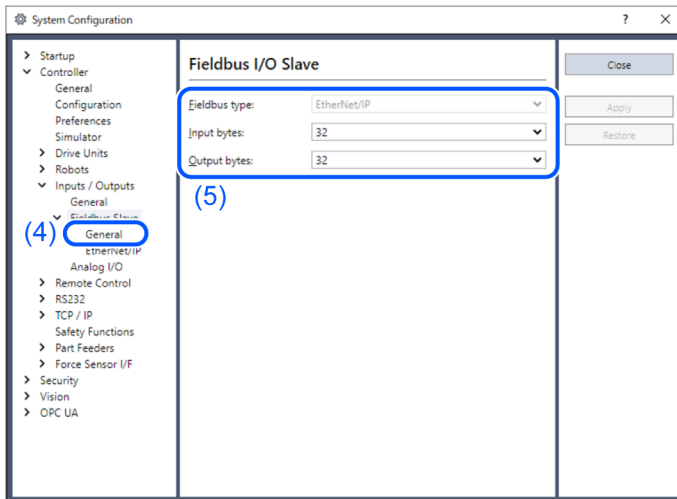 System Configuration
?
Startup
Controller
General
Configuration
Preferences
Simulator
Drive Units
Robots
Inputs / Outputs
General
Fieldbus Slave
(4)
General
EtherNet/IP
Analog I/O
Remote Control
RS232
TCP / IP
Safety Functions
Part Feeders
Force Sensor I/F
Security
Vision
OPC UA
Fieldbus I/O Slave
Fieldbus type: EtherNet/IP
Input bytes: 32
Output bytes: 32
(5)
Close
Apply
Restore